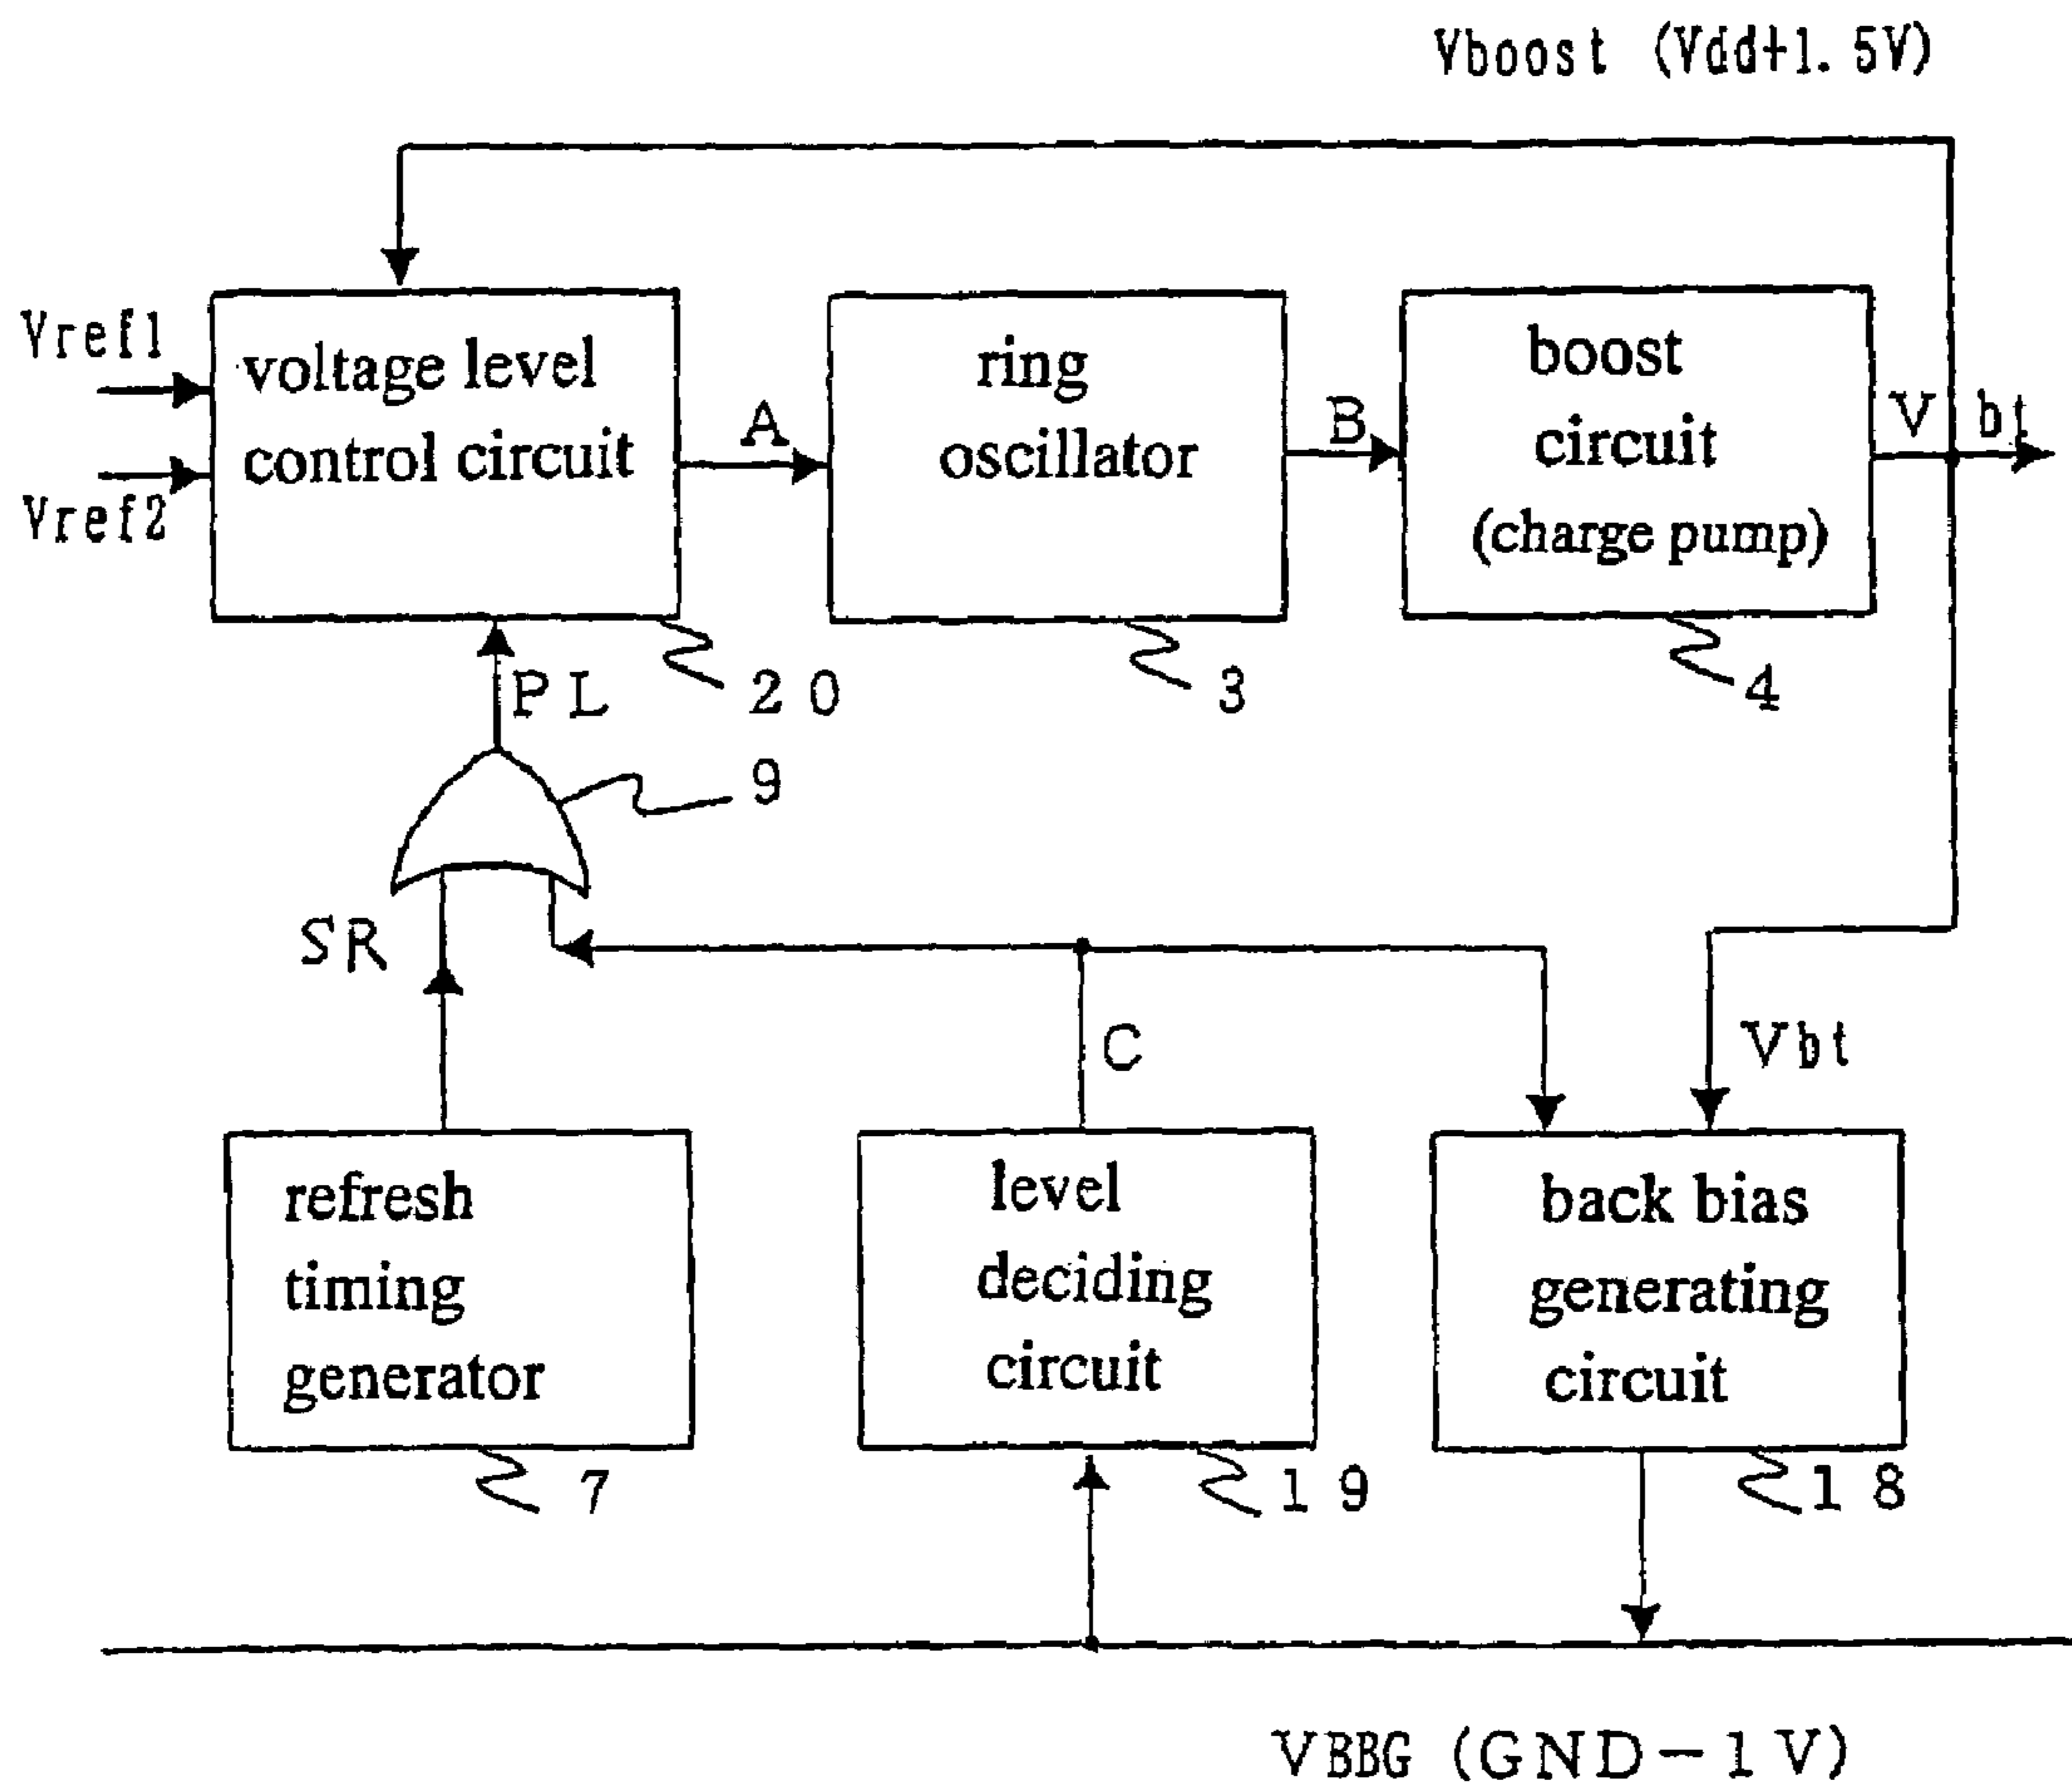 Vboost (Vdd+1.5V)
Vref1
Vref2
voltage level
control circuit
A
ring
oscillator
B
boost
circuit
(charge pump)
V bt
PL
20
3
4
9
SR
C
Vbt
refresh
timing
generator
level
deciding
circuit
back bias
generating
circuit
7
19
18
VBBG (GND-1V)